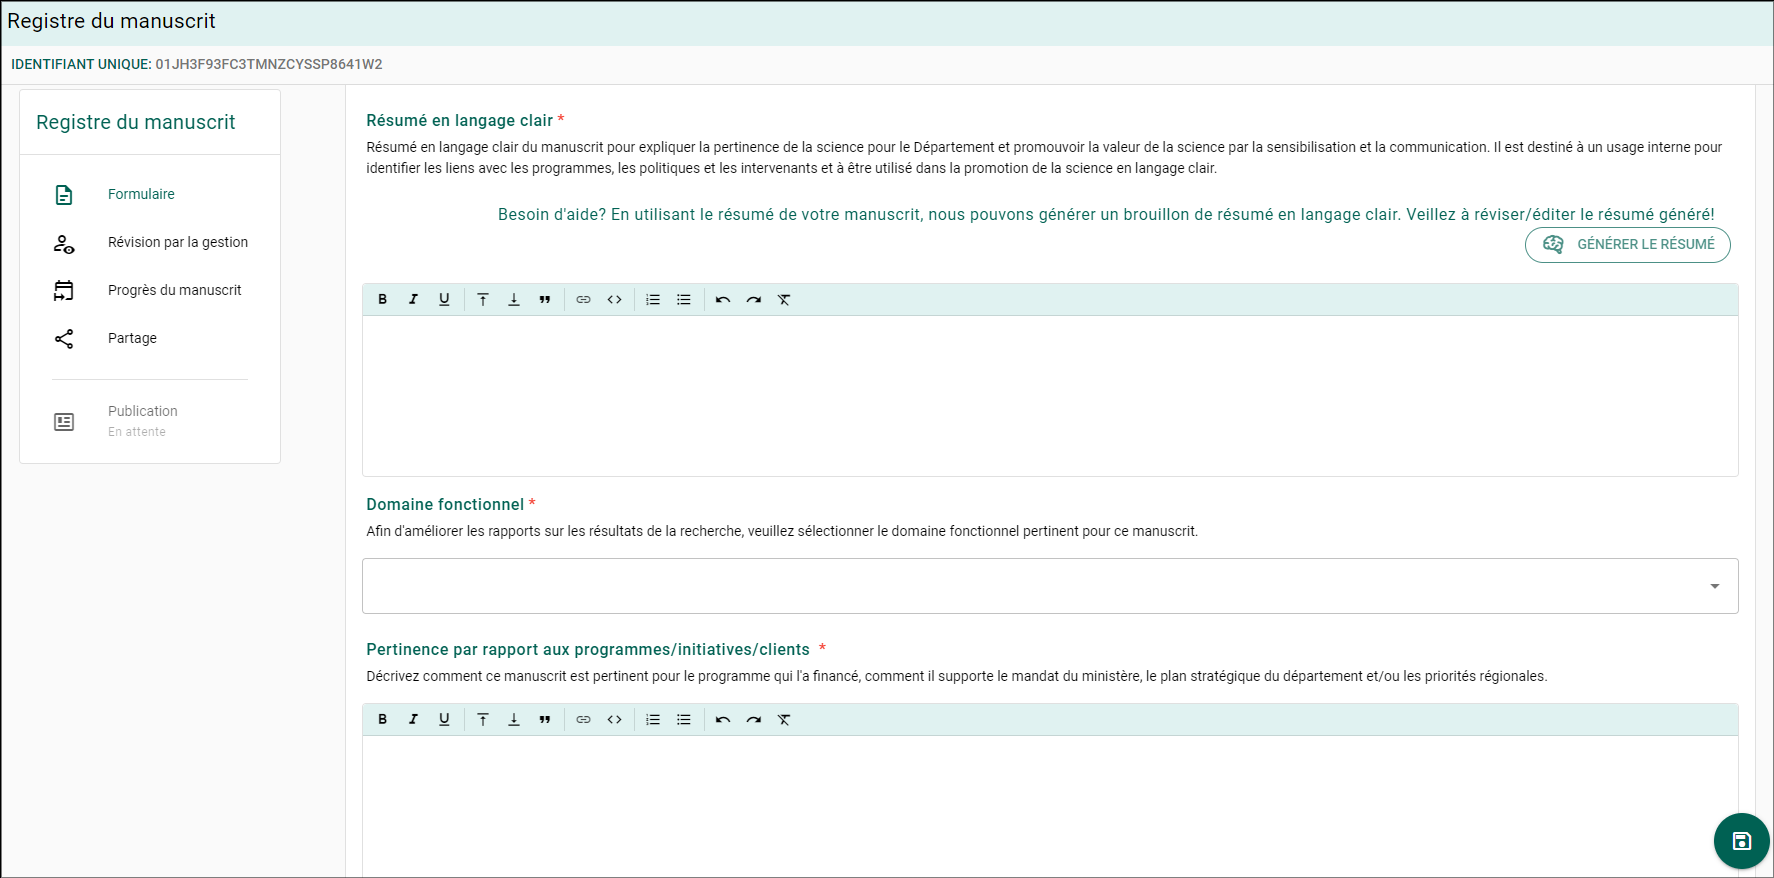 Registre du manuscrit
IDENTIFIANT UNIQUE: 01JH3F93FC3TMNZCYSSP8641W2
Registre du manuscrit
Formulaire
Révision par la gestion
Progrès du manuscrit
Partage
Publication
En attente
Résumé en langage clair *
Résumé en langage clair du manuscrit pour expliquer la pertinence de la science pour le Département et promouvoir la valeur de la science par la sensibilisation et la communication. Il est destiné à un usage interne pour
identifier les liens avec les programmes, les politiques et les intervenants et à être utilisé dans la promotion de la science en langage clair.
Besoin d'aide? En utilisant le résumé de votre manuscrit, nous pouvons générer un brouillon de résumé en langage clair. Veillez à réviser/éditer le résumé généré!
GÉNÉRER LE RÉSUMÉ
Domaine fonctionnel *
Afin d'améliorer les rapports sur les résultats de la recherche, veuillez sélectionner le domaine fonctionnel pertinent pour ce manuscrit.
Pertinence par rapport aux programmes/initiatives/clients *
Décrivez comment ce manuscrit est pertinent pour le programme qui l'a financé, comment il supporte le mandat du ministère, le plan stratégique du département et/ou les priorités régionales.